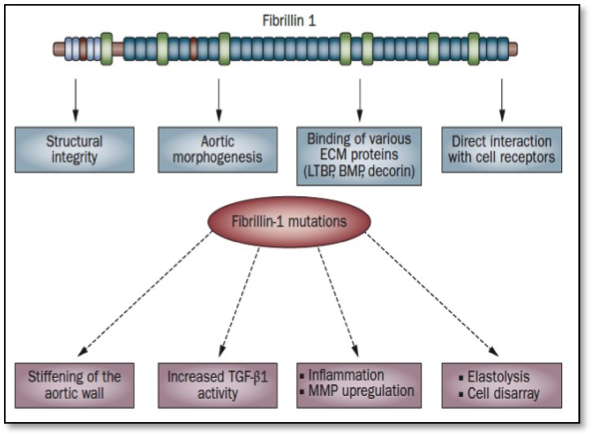 Fibrillin 1
Structural
integrity
Aortic
morphogenesis
Binding of various
ECM proteins
(LTBP, BMP, decorin)
Direct interaction
with cell receptors
Fibrillin-1 mutations
Stiffening of the
aortic wall
Increased TGF-β1
activity
▪ Inflammation
▪ MMP upregulation
▪ Elastolysis
▪ Cell disarray